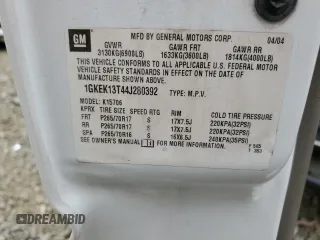 GM
MFD BY GENERAL MOTORS CORP. 04/04
GVWR GAWR FRT GAWR RR
3130KG(6900LB) 1633KG(3600LB) 1814KG(4000LB)
THIS VEHICLE CONFORMS TO ALL APPLICABLE U.S. FEDERAL MOTOR
VEHICLE SAFETY STANDARDS IN EFFECT ON THE DATE OF
MANUFACTURE SHOWN ABOVE.
1GKEK13T44J280392 TYPE: M.P.V.
MODEL: K15706
KPRX TIRE SIZE SPEED RTG RIM COLD TIRE PRESSURE
FRT P265/70R17 S 17X7.5J 220KPA(32PSI)
RR P265/70R17 S 17X7.5J 220KPA(32PSI)
SPA P265/70R16 S 16X6.5J 240KPA(35PSI)
SEE OWNER'S MANUAL FOR MORE INFORMATION.
AUTOBIDMASTER